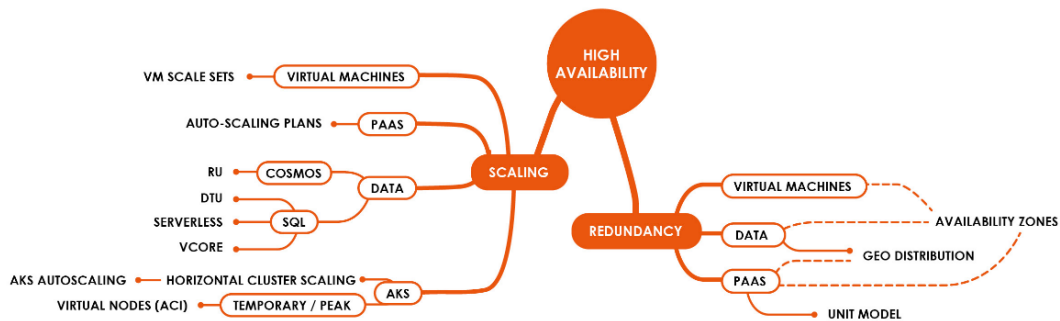 HIGH
AVAILABILITY
SCALING
VIRTUAL MACHINES
VM SCALE SETS
PAAS
AUTO-SCALING PLANS
DATA
COSMOS
RU
SQL
DTU
SERVERLESS
VCORE
AKS
HORIZONTAL CLUSTER SCALING
AKS AUTOSCALING
TEMPORARY / PEAK
VIRTUAL NODES (ACI)
REDUNDANCY
VIRTUAL MACHINES
AVAILABILITY ZONES
DATA
GEO DISTRIBUTION
PAAS
UNIT MODEL